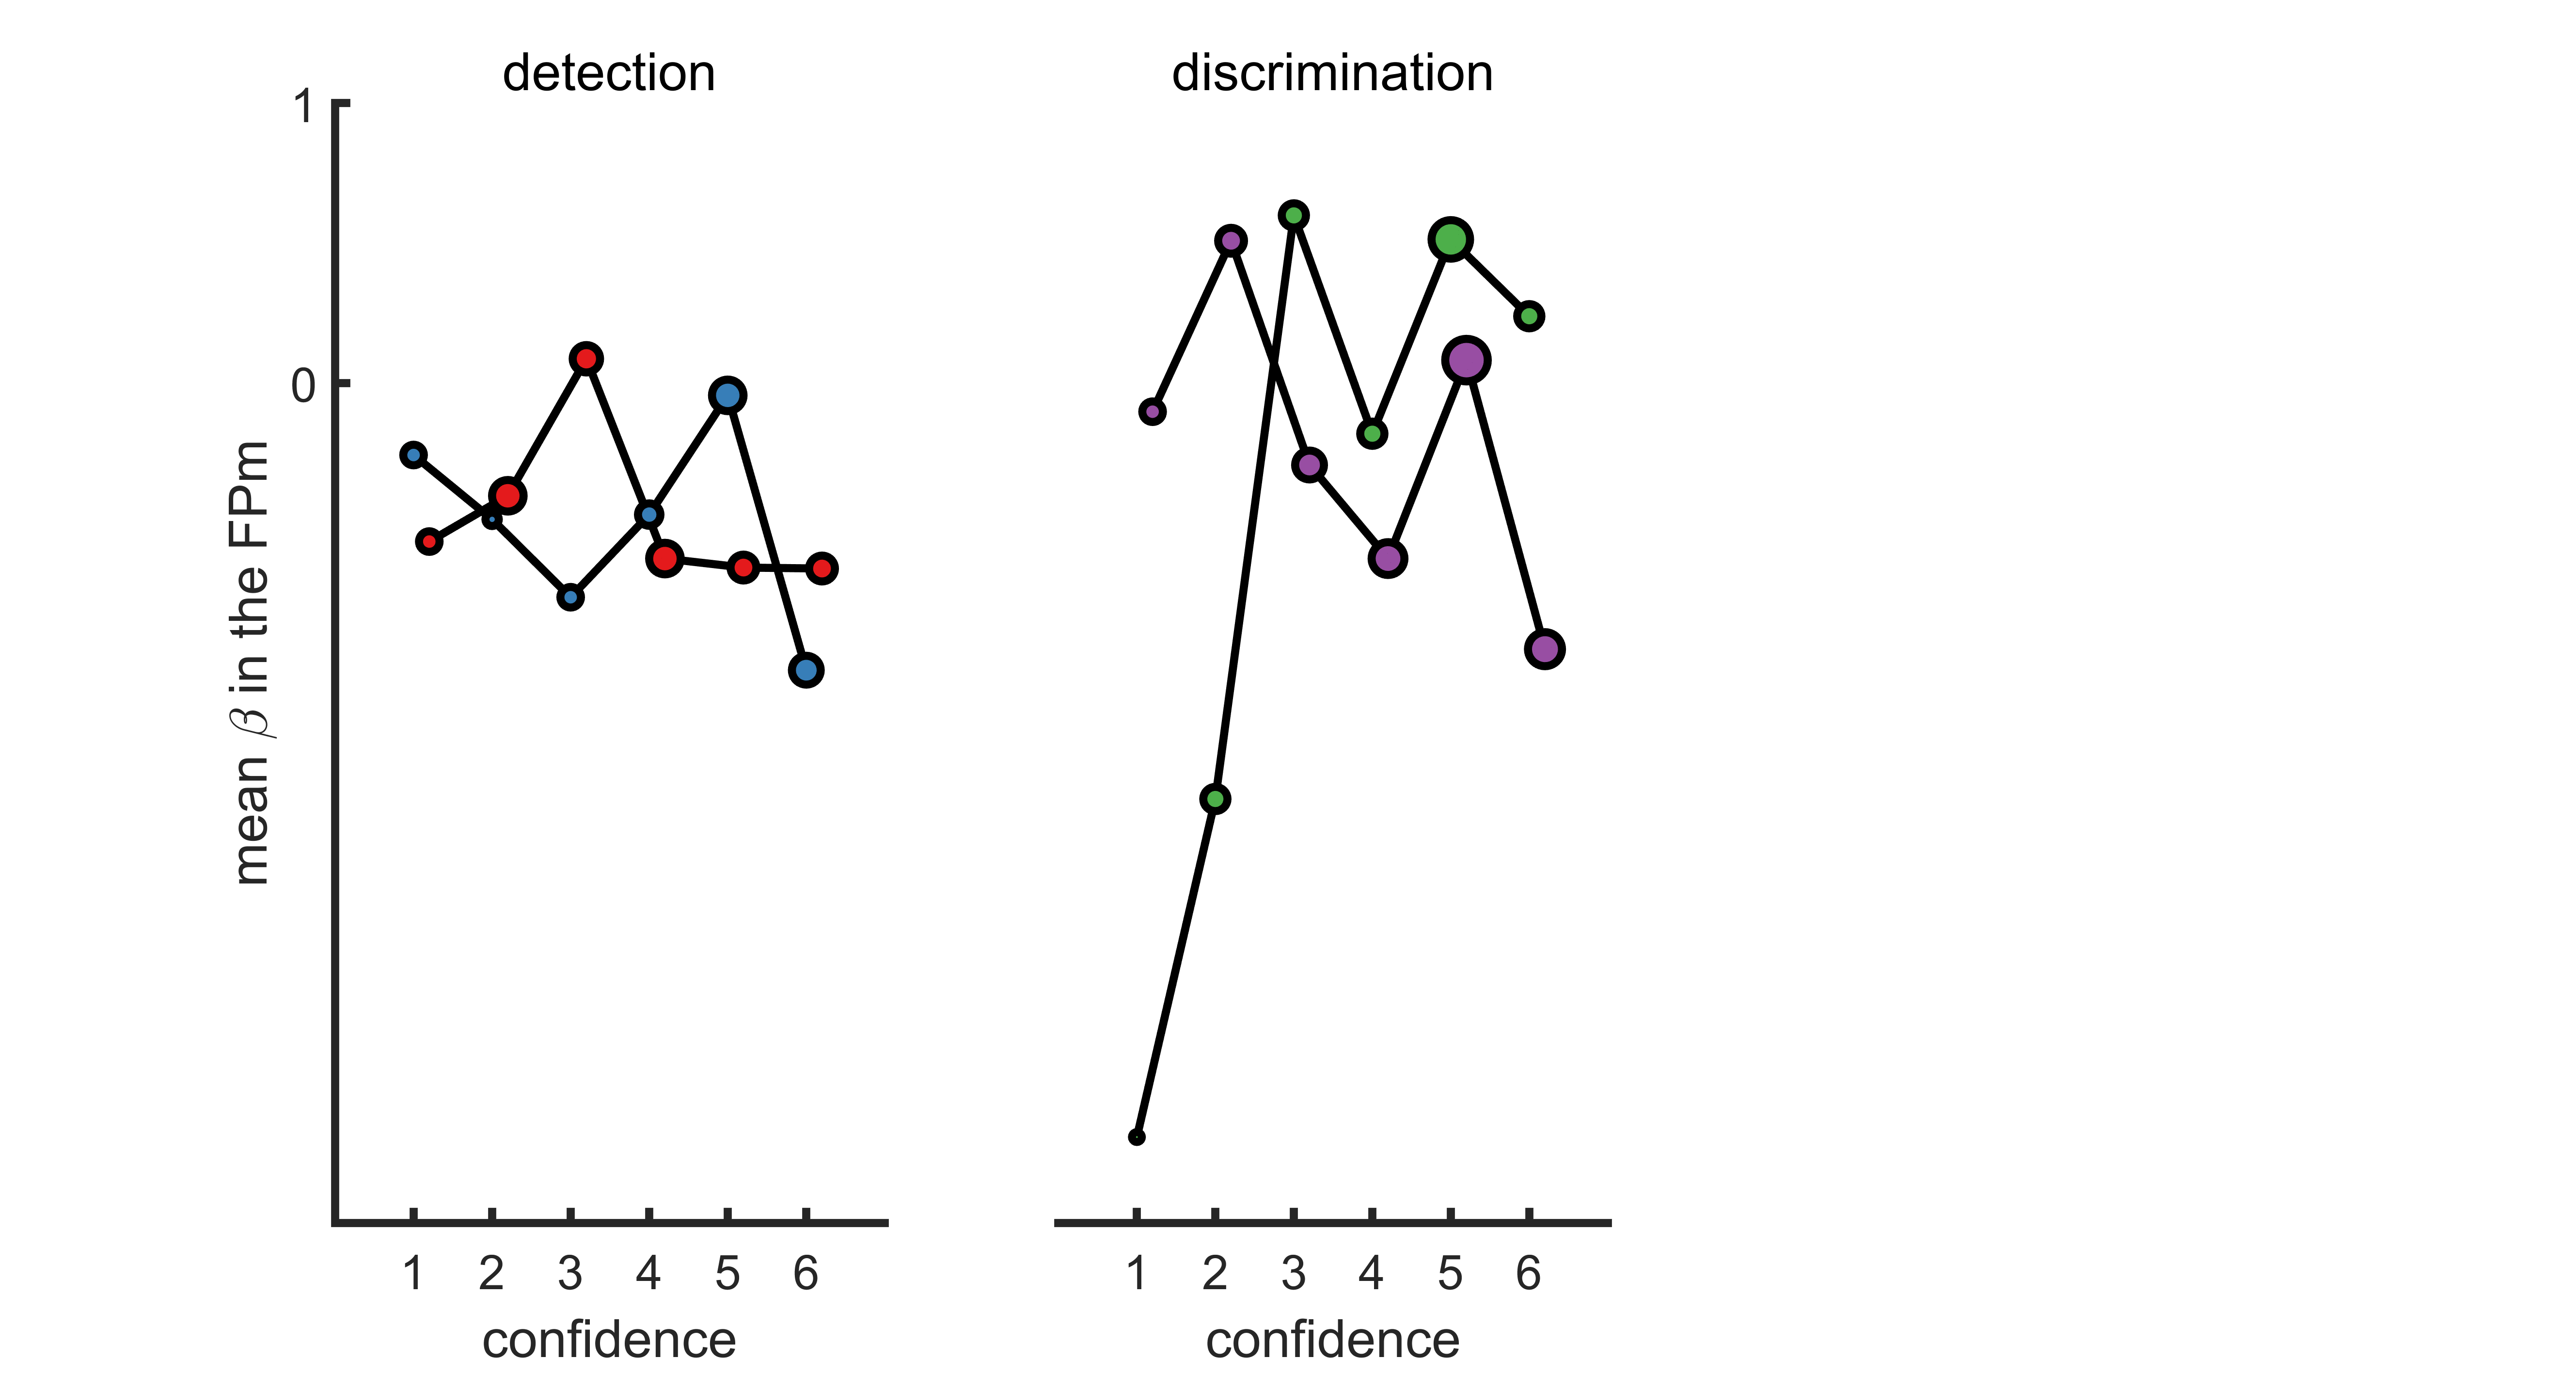 detection
discrimination
1
0
mean β in the FPm
1 2 3 4 5 6
1 2 3 4 5 6
confidence
confidence